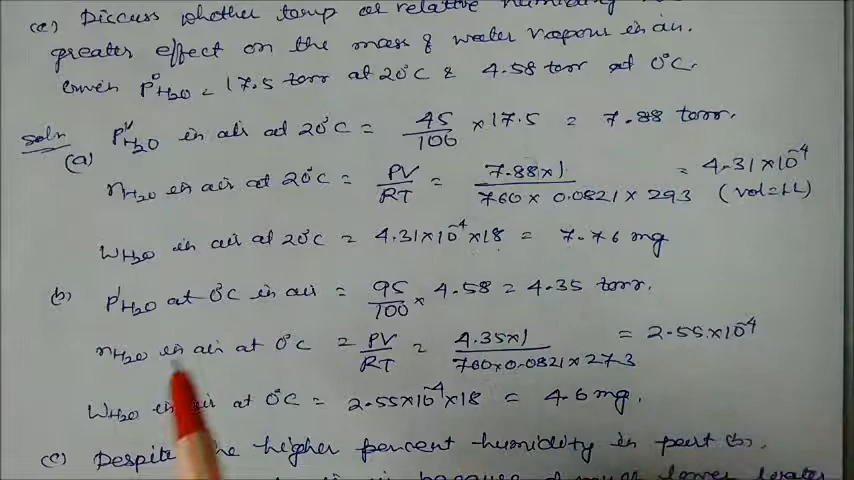 (c) Discuss whether temp or relative humidity
greater effect on the mass of water vapour in air.
Given P°H₂O = 17.5 torr at 20°C & 4.58 torr at 0°C.
Soln P'H₂O in air at 20°C = 45/100 × 17.5 = 7.88 torr.
(a)
nH₂O in air at 20°C = PV/RT = 7.88×1/760 × 0.0821 × 293 = 4.31×10⁻⁴ (Vol=1L)
WH₂O in air at 20°C = 4.31×10⁻⁴×18 = 7.76 mg
(b) P'H₂O at 0°C in air = 95/100 × 4.58 = 4.35 torr.
nH₂O in air at 0°C = PV/RT = 4.35×1/760×0.0821×273 = 2.55×10⁻⁴
WH₂O in air at 0°C = 2.55×10⁻⁴×18 = 4.6 mg.
(c) Despite the higher percent humidity in part (b),
because of much lower water